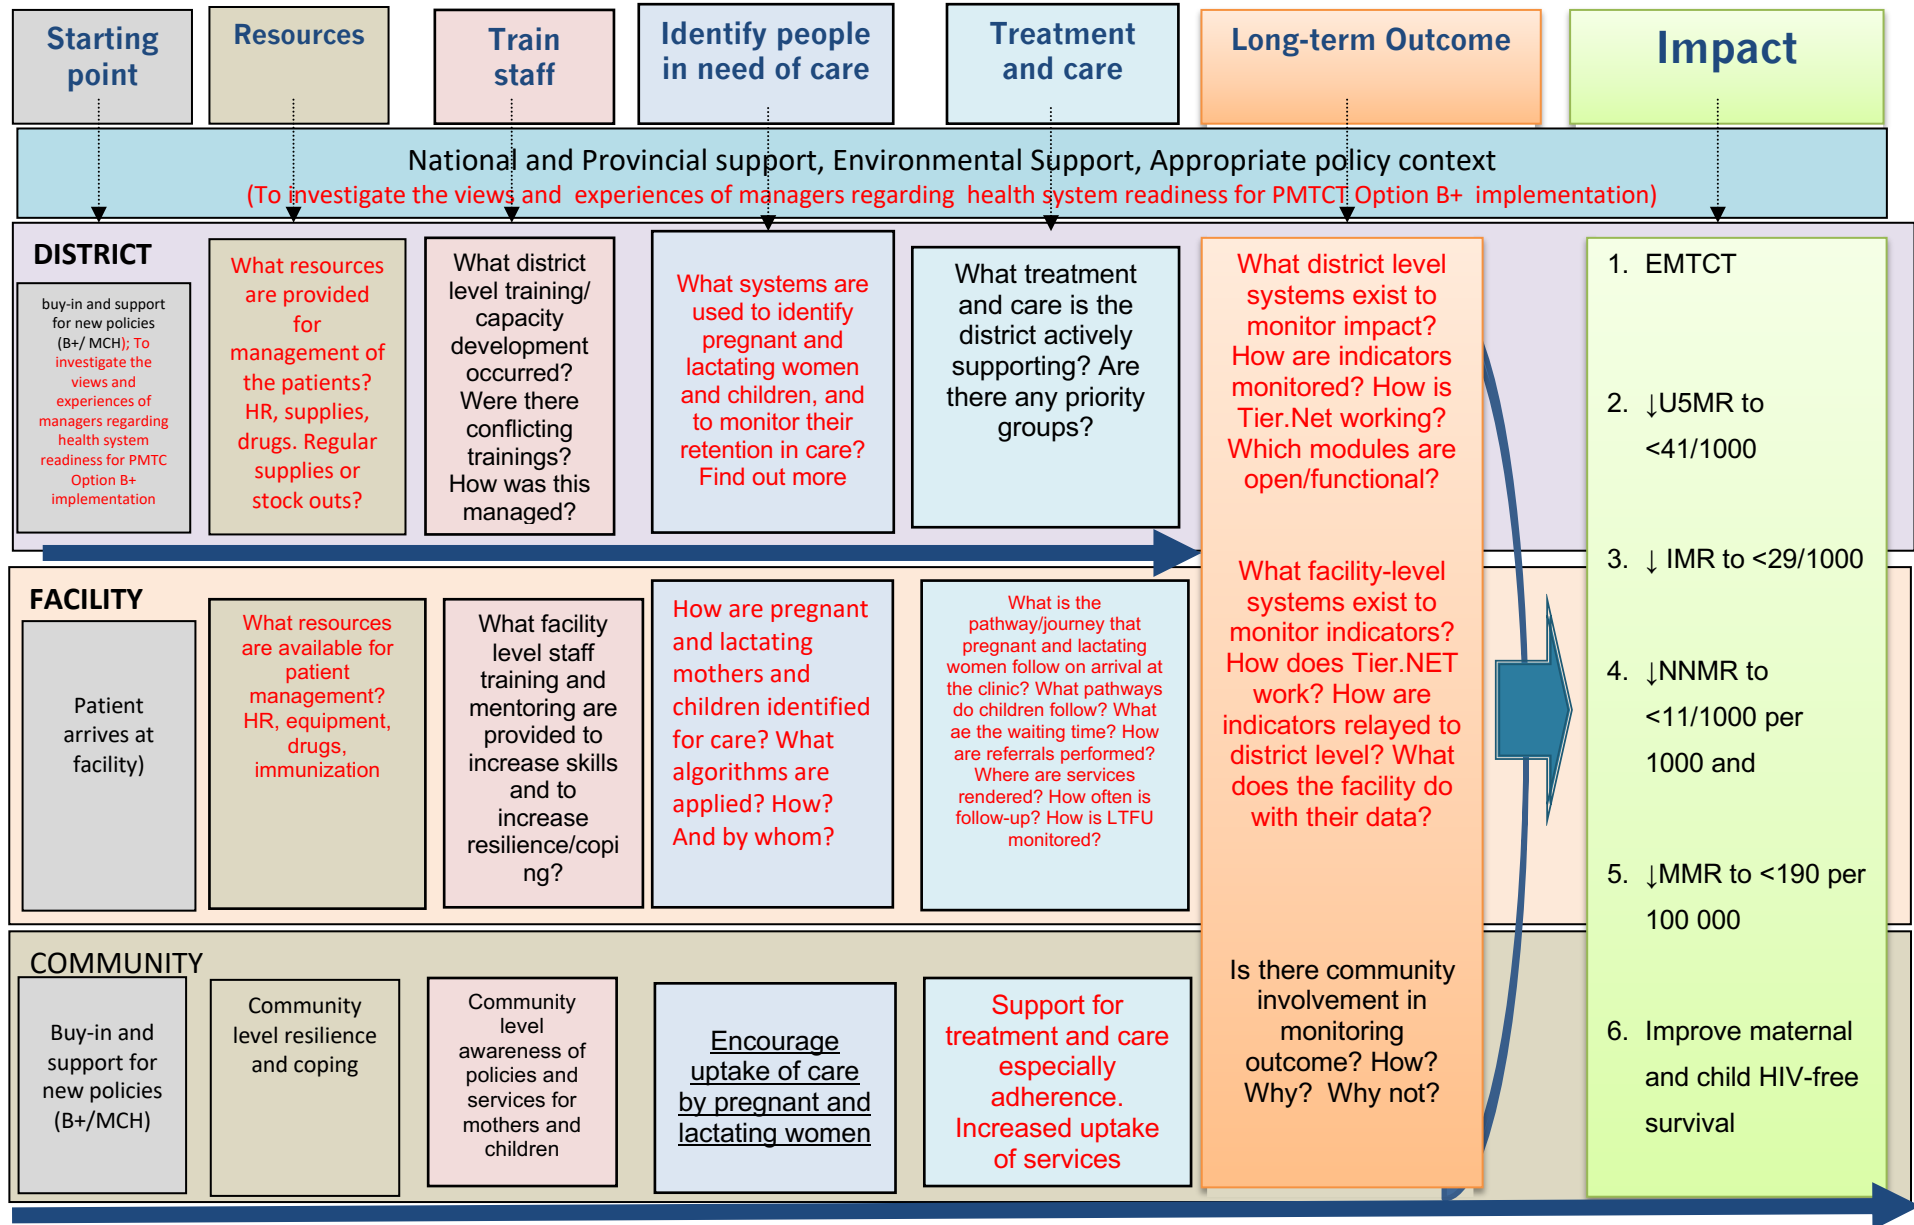 Starting
point
Resources
Train
staff
Identify people
in need of care
Treatment
and care
Long-term Outcome
Impact
National and Provincial support, Environmental Support, Appropriate policy context
(To investigate the views and experiences of managers regarding health system readiness for PMTCT Option B+ implementation)
DISTRICT
buy-in and support
for new policies
(B+/ MCH); To
investigate the
views and
experiences of
managers regarding
health system
readiness for PMTC
Option B+
implementation
What resources
are provided
for
management of
the patients?
HR, supplies,
drugs. Regular
supplies or
stock outs?
What district
level training/
capacity
development
occurred?
Were there
conflicting
trainings?
How was this
managed?
What systems are
used to identify
pregnant and
lactating women
and children, and
to monitor their
retention in care?
Find out more
What treatment
and care is the
district actively
supporting? Are
there any priority
groups?
What district level
systems exist to
monitor impact?
How are indicators
monitored? How is
Tier.Net working?
Which modules are
open/functional?
What facility-level
systems exist to
monitor indicators?
How does Tier.NET
work? How are
indicators relayed to
district level? What
does the facility do
with their data?
Is there community
involvement in
monitoring
outcome? How?
Why? Why not?
1. EMTCT
2. ↓U5MR to
<41/1000
3. ↓ IMR to <29/1000
4. ↓NNMR to
<11/1000 per
1000 and
5. ↓MMR to <190 per
100 000
6. Improve maternal
and child HIV-free
survival
FACILITY
Patient
arrives at
facility)
What resources
are available for
patient
management?
HR, equipment,
drugs,
immunization
What facility
level staff
training and
mentoring are
provided to
increase skills
and to
increase
resilience/copi
ng?
How are pregnant
and lactating
mothers and
children identified
for care? What
algorithms are
applied? How?
And by whom?
What is the
pathway/journey that
pregnant and lactating
women follow on arrival at
the clinic? What pathways
do children follow? What
ae the waiting time? How
are referrals performed?
Where are services
rendered? How often is
follow-up? How is LTFU
monitored?
COMMUNITY
Buy-in and
support for
new policies
(B+/MCH)
Community
level resilience
and coping
Community
level
awareness of
policies and
services for
mothers and
children
Encourage
uptake of care
by pregnant and
lactating women
Support for
treatment and care
especially
adherence.
Increased uptake
of services